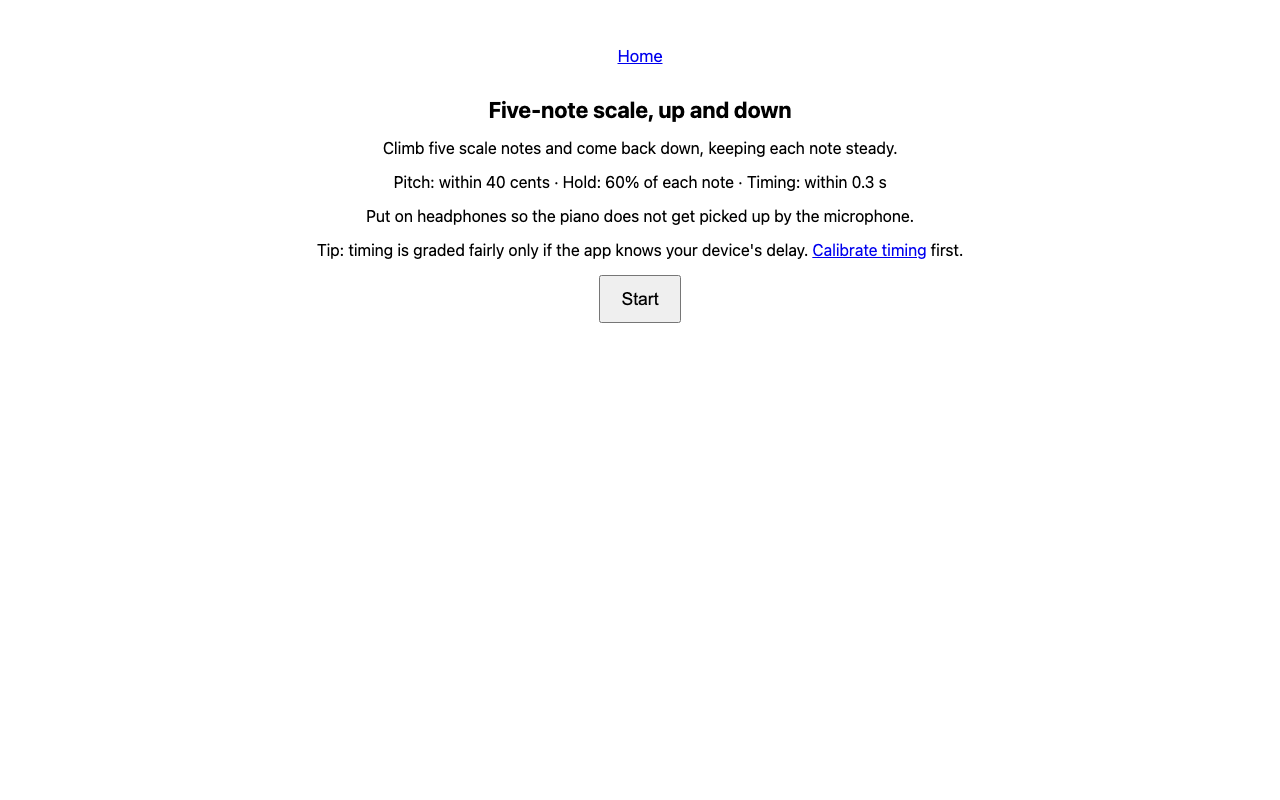 Home
Five-note scale, up and down
Climb five scale notes and come back down, keeping each note steady.
Pitch: within 40 cents · Hold: 60% of each note · Timing: within 0.3 s
Put on headphones so the piano does not get picked up by the microphone.
Tip: timing is graded fairly only if the app knows your device's delay. Calibrate timing first.
Start